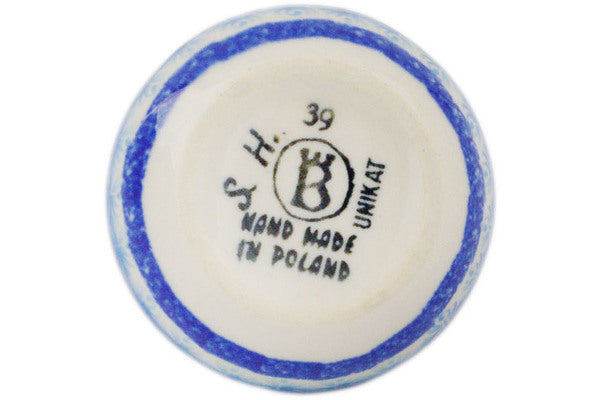 39
S. H.
B
UNIKAT
HAND MADE
IN POLAND